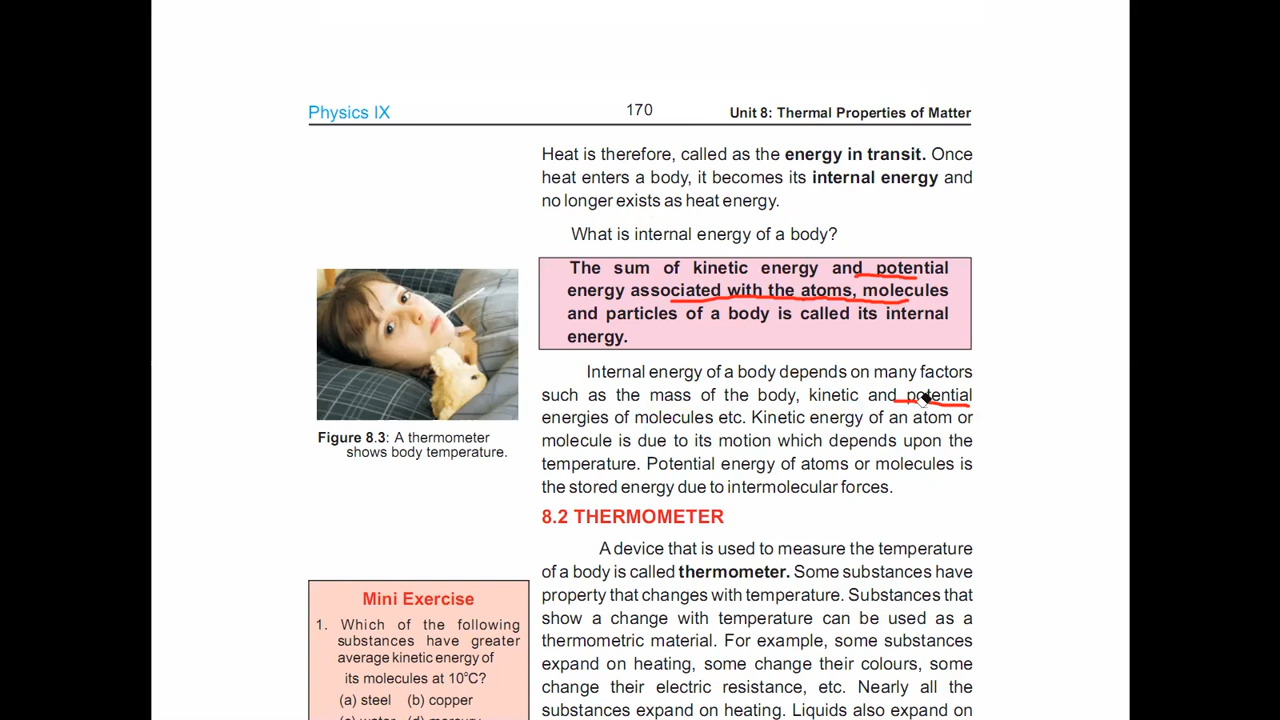 Physics IX
170
Unit 8: Thermal Properties of Matter
Heat is therefore, called as the energy in transit. Once
heat enters a body, it becomes its internal energy and
no longer exists as heat energy.
What is internal energy of a body?
The sum of kinetic energy and potential
energy associated with the atoms, molecules
and particles of a body is called its internal
energy.
Internal energy of a body depends on many factors
such as the mass of the body, kinetic and potential
energies of molecules etc. Kinetic energy of an atom or
molecule is due to its motion which depends upon the
temperature. Potential energy of atoms or molecules is
the stored energy due to intermolecular forces.
Figure 8.3: A thermometer
shows body temperature.
8.2 THERMOMETER
A device that is used to measure the temperature
of a body is called thermometer. Some substances have
property that changes with temperature. Substances that
show a change with temperature can be used as a
thermometric material. For example, some substances
expand on heating, some change their colours, some
change their electric resistance, etc. Nearly all the
substances expand on heating. Liquids also expand on
Mini Exercise
1. Which of the following
substances have greater
average kinetic energy of
its molecules at 10°C?
(a) steel (b) copper
(c) water (d) mercury